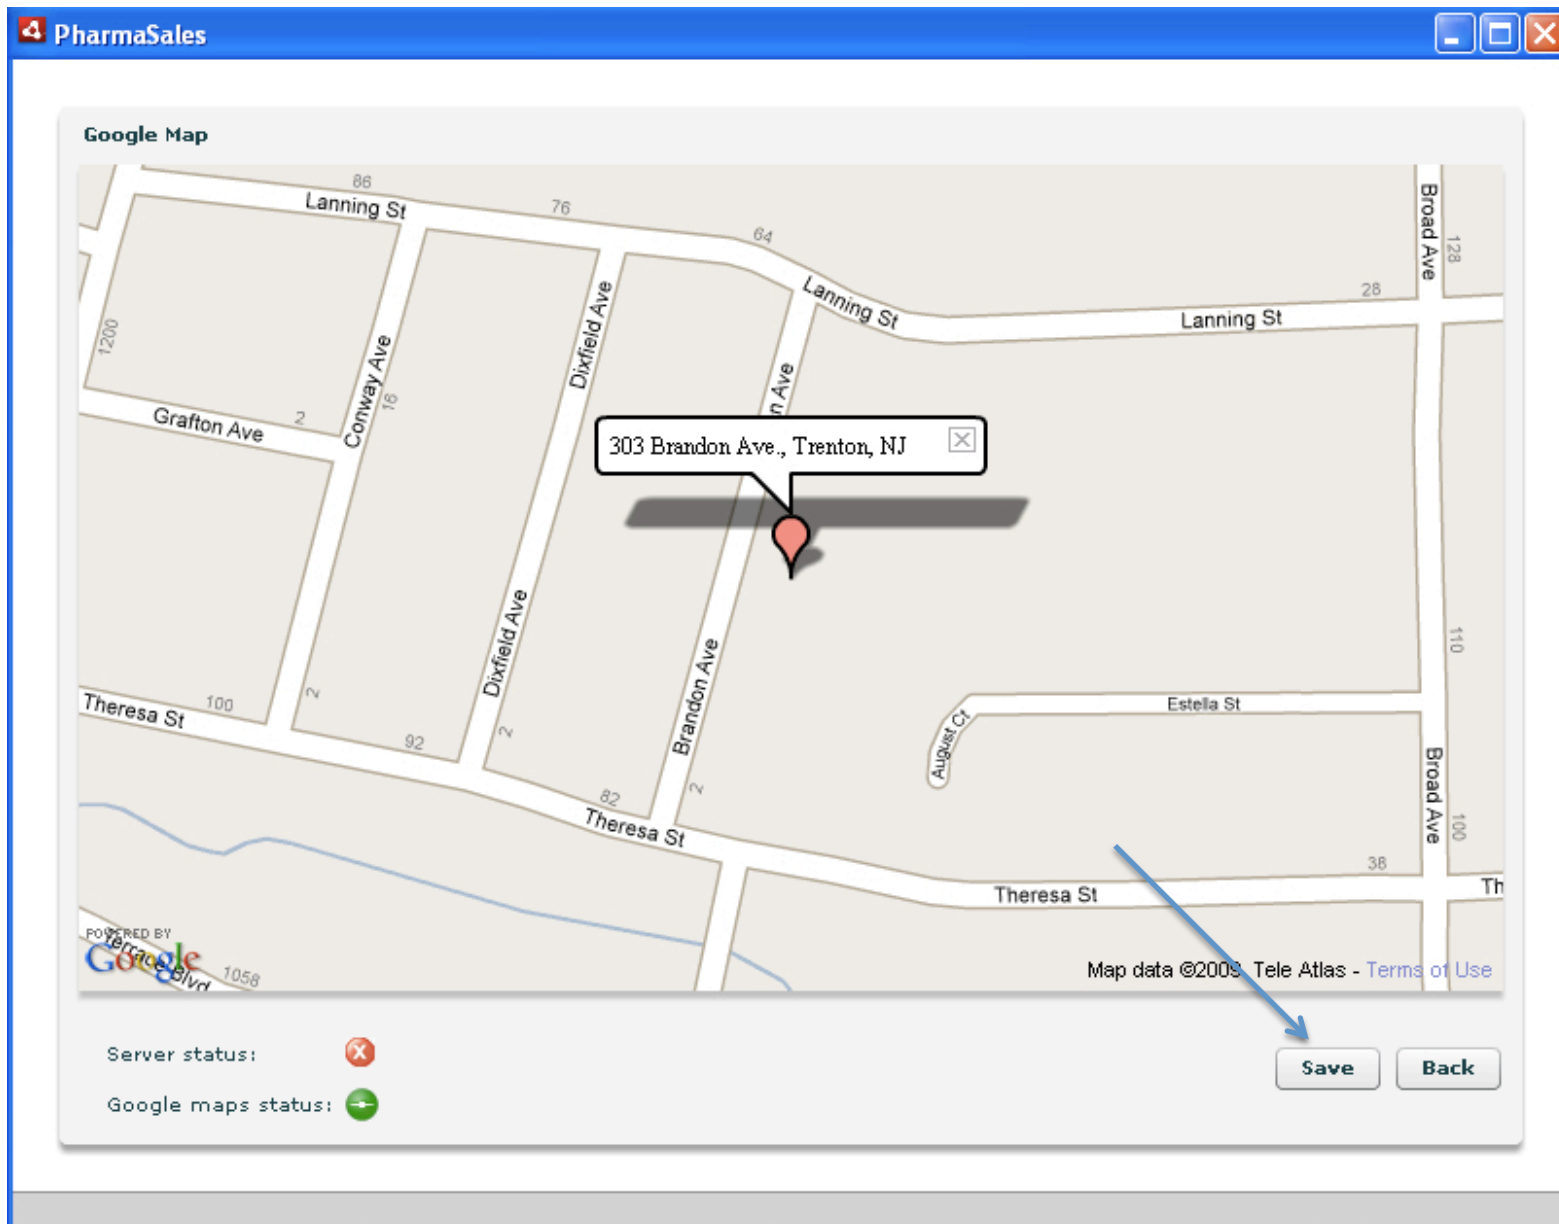 PharmaSales
Google Map
86
Lanning St
76
64
Lanning St
28
Lanning St
Broad Ave
128
1200
Conway Ave
16
Dixfield Ave
n Ave
Grafton Ave
2
303 Brandon Ave., Trenton, NJ
Dixfield Ave
2
Brandon Ave
2
2
110
Estella St
August Ct
Theresa St
100
92
82
Theresa St
Broad Ave
100
38
Theresa St
Th
POWERED BY
Google
Terrace Blvd
1058
Map data ©2009 Tele Atlas - Terms of Use
Server status:
Save
Back
Google maps status: